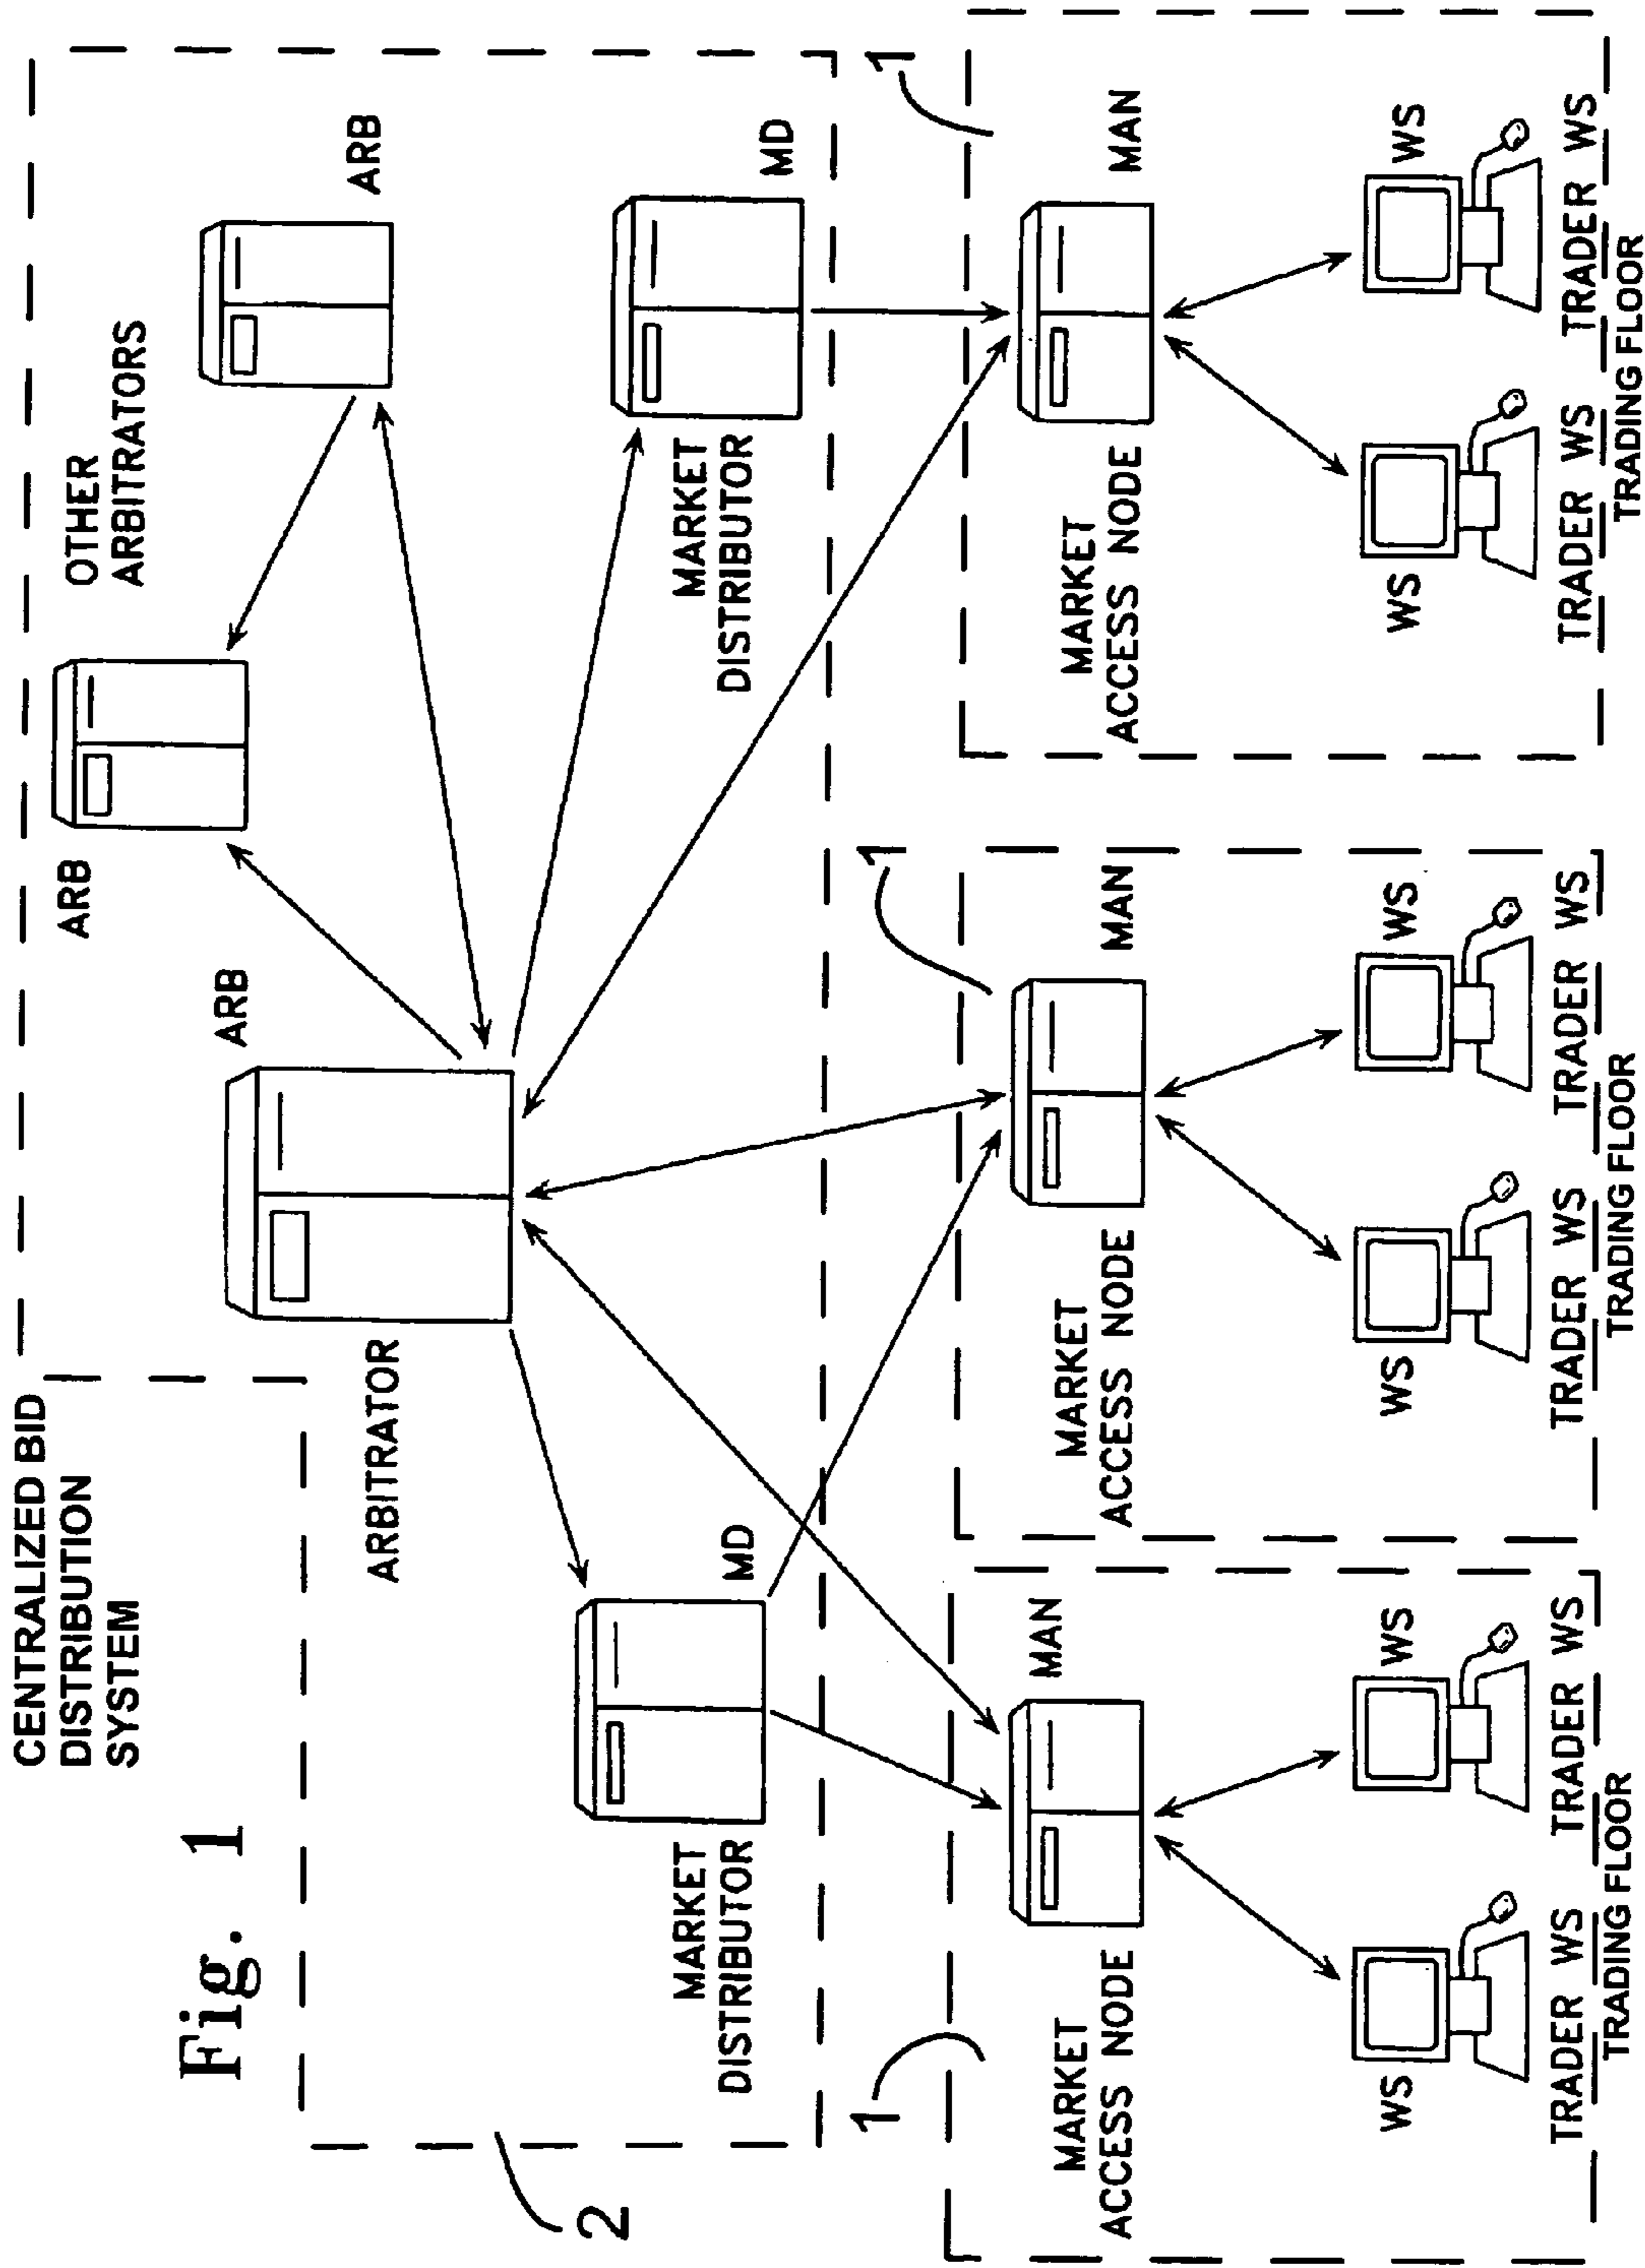 Fig. 1
CENTRALIZED BID
DISTRIBUTION
SYSTEM
2
ARB
OTHER
ARBITRATORS
ARB
ARB
ARBITRATOR
MARKET
DISTRIBUTOR
MD
MARKET
DISTRIBUTOR
MD
1
MARKET
ACCESS NODE
MAN
WS
WS
TRADER WS
TRADER WS
TRADING FLOOR
1
MARKET
ACCESS NODE
MAN
WS
WS
TRADER WS
TRADER WS
TRADING FLOOR
1
MARKET
ACCESS NODE
MAN
WS
WS
TRADER WS
TRADER WS
TRADING FLOOR